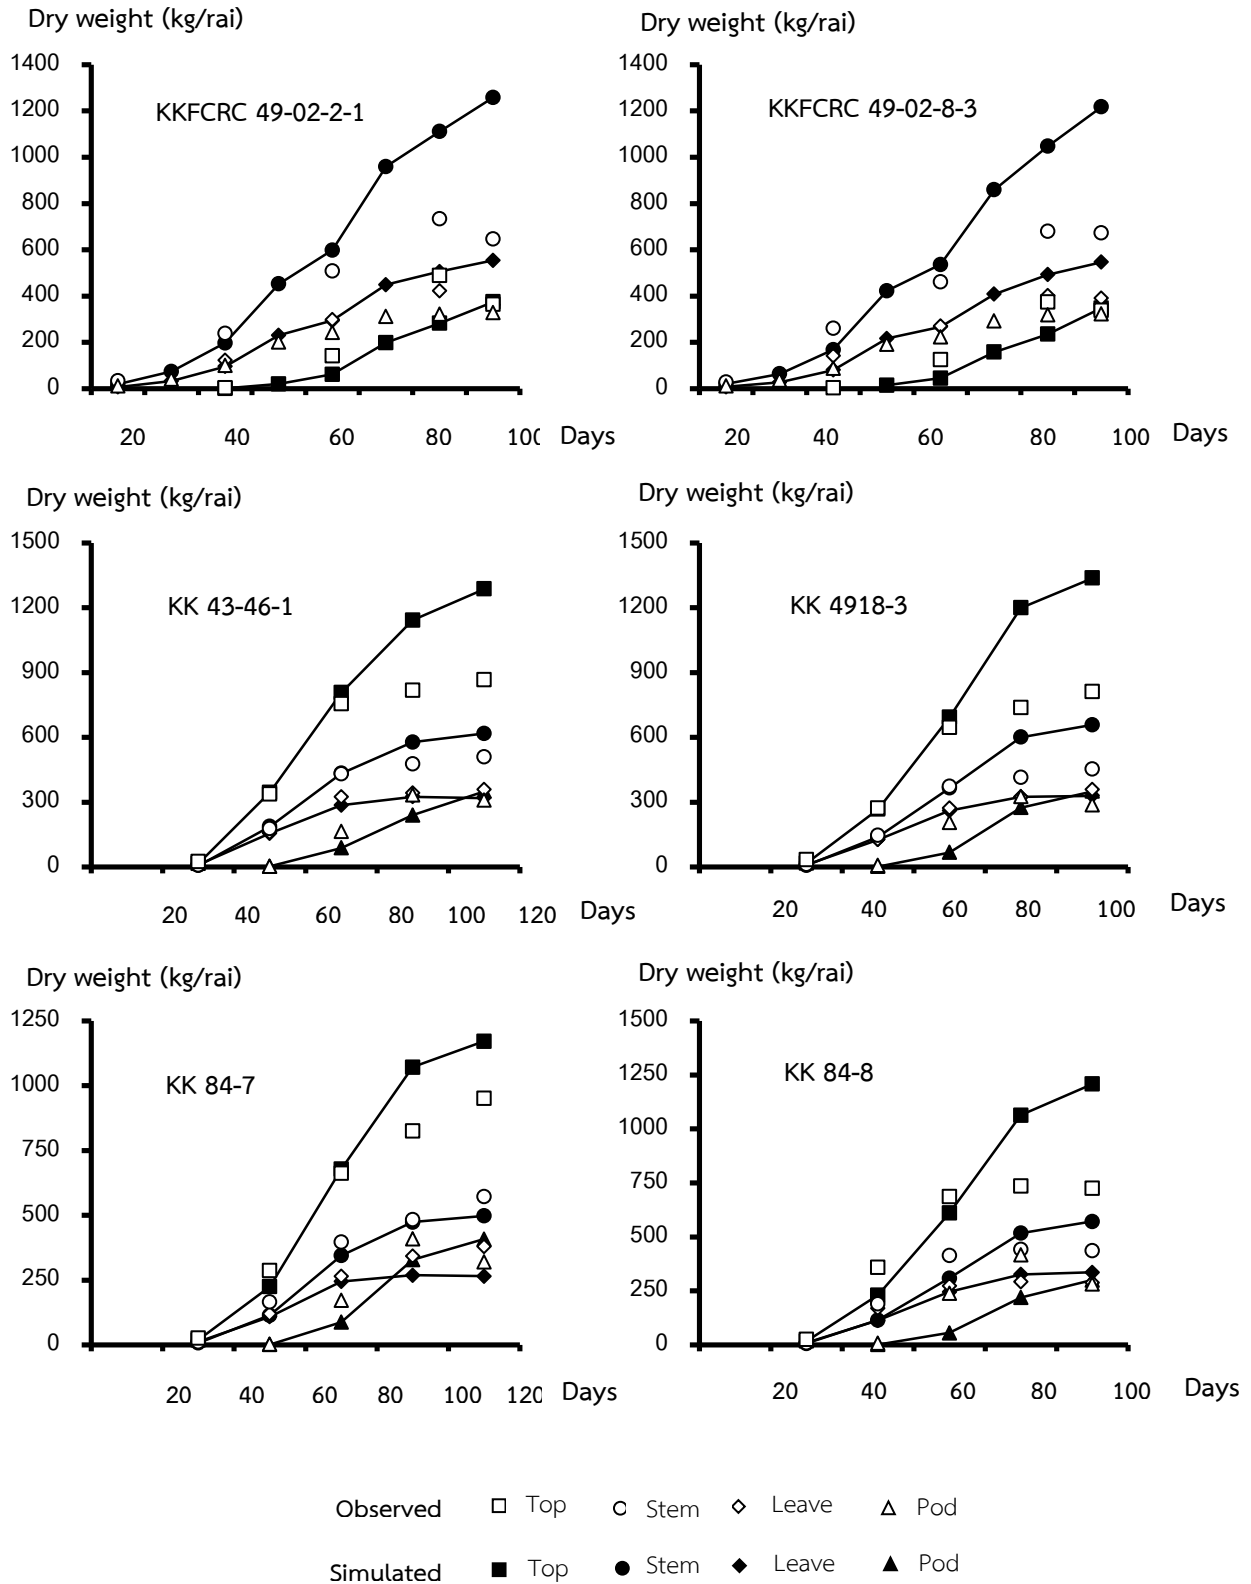 Dry weight (kg/rai)
1400
1200
1000
800
600
400
200
0
KKFCRC 49-02-2-1
20 40 60 80 100 Days
Dry weight (kg/rai)
1400
1200
1000
800
600
400
200
0
KKFCRC 49-02-8-3
20 40 60 80 100 Days
Dry weight (kg/rai)
1500
1200
900
600
300
0
KK 43-46-1
20 40 60 80 100 120 Days
Dry weight (kg/rai)
1500
1200
900
600
300
0
KK 4918-3
20 40 60 80 100 Days
Dry weight (kg/rai)
1250
1000
750
500
250
0
KK 84-7
20 40 60 80 100 120 Days
Dry weight (kg/rai)
1500
1250
1000
750
500
250
0
KK 84-8
20 40 60 80 100 Days
Observed Top Stem Leave Pod
Simulated Top Stem Leave Pod